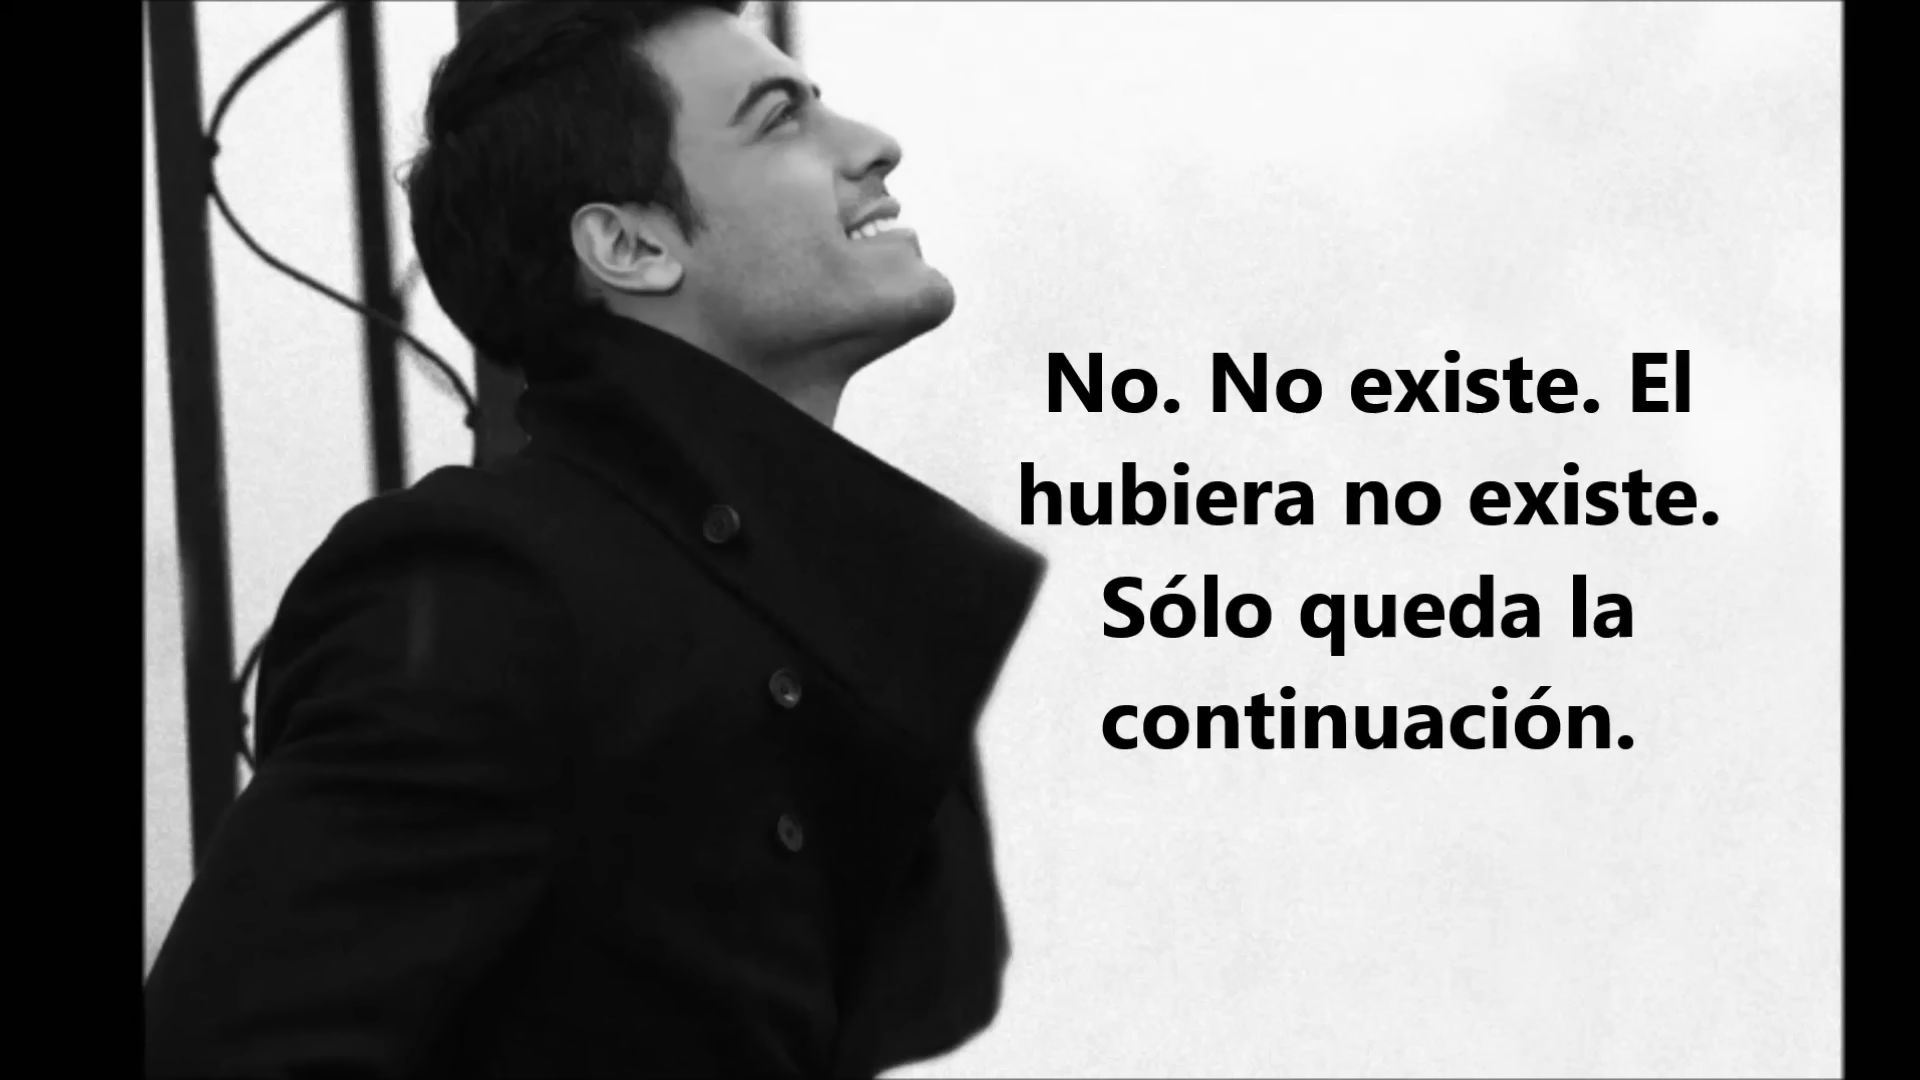 No. No existe. El
hubiera no existe.
Sólo queda la
continuación.